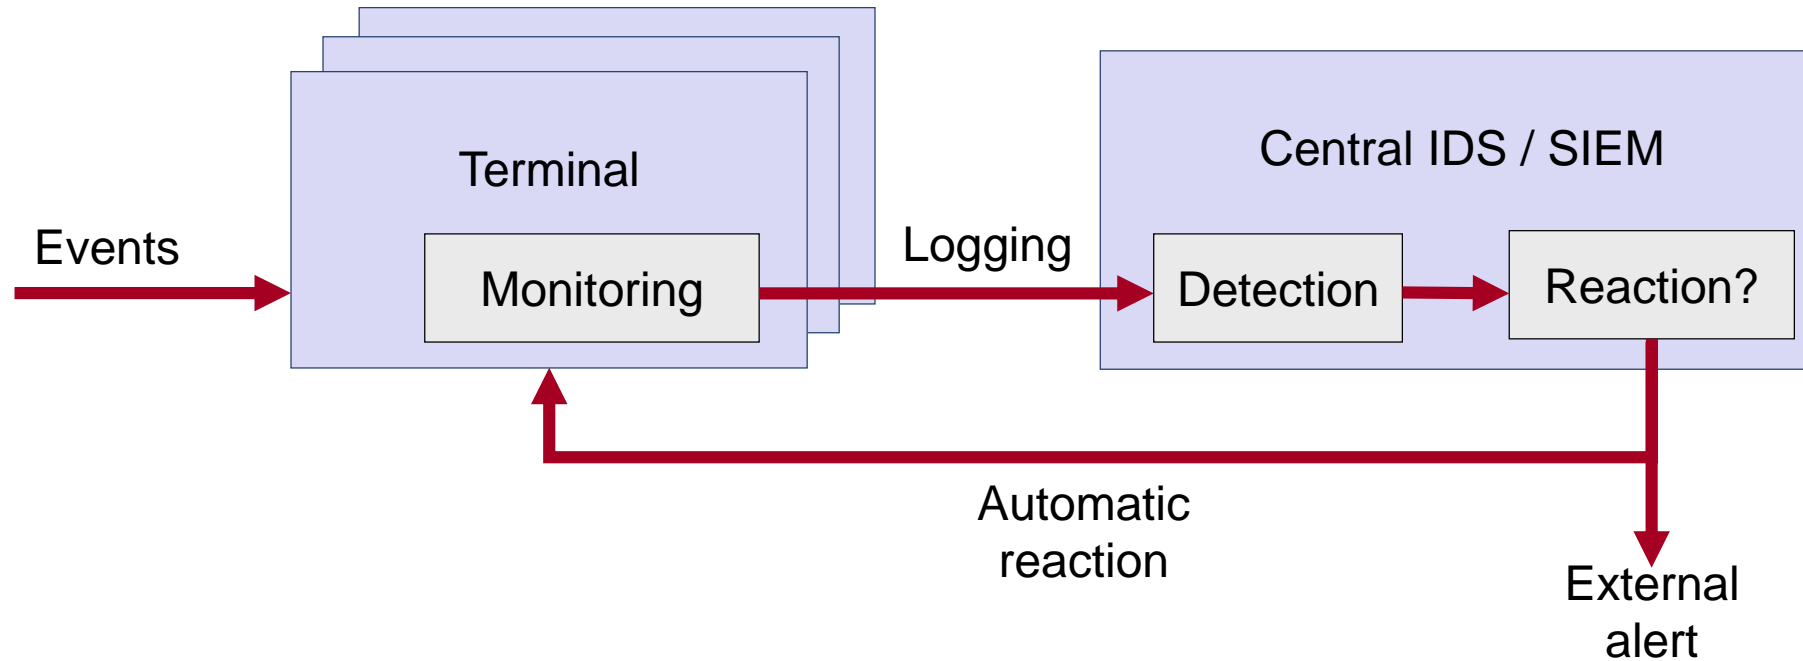 Terminal
Central IDS / SIEM
Events
Monitoring
Logging
Detection
Reaction?
Automatic
reaction
External
alert